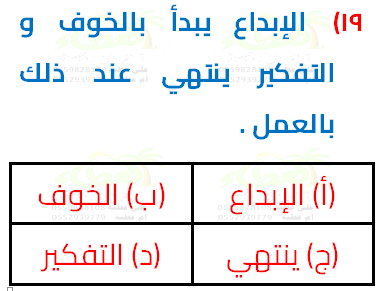 ١٩) الإبداع يبدأ بالخوف و
التفكير ينتهي عند ذلك
بالعمل .
(أ) الإبداع (ب) الخوف
(ج) ينتهي (د) التفكير